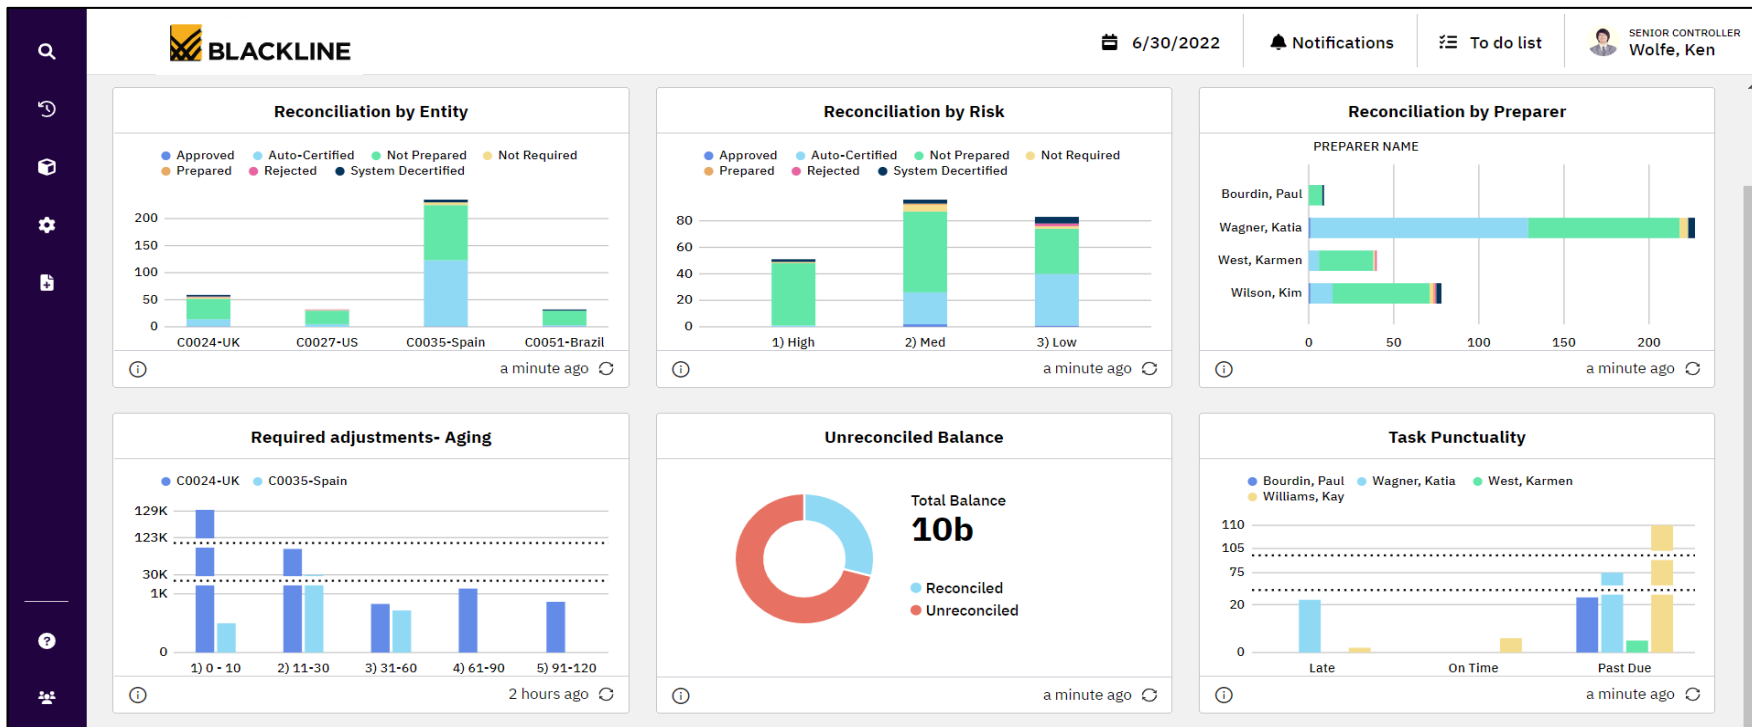 BLACKLINE
6/30/2022
Notifications
To do list
SENIOR CONTROLLER
Wolfe, Ken
Reconciliation by Entity
Approved Auto-Certified Not Prepared Not Required
Prepared Rejected System Decertified
200
150
100
50
0
C0024-UK C0027-US C0035-Spain C0051-Brazil
a minute ago
Reconciliation by Risk
Approved Auto-Certified Not Prepared Not Required
Prepared Rejected System Decertified
80
60
40
20
0
1) High 2) Med 3) Low
a minute ago
Reconciliation by Preparer
PREPARER NAME
Bourdin, Paul
Wagner, Katia
West, Karmen
Wilson, Kim
0 50 100 150 200
a minute ago
Required adjustments- Aging
C0024-UK C0035-Spain
129K
123K
30K
1K
0
1) 0 - 10 2) 11-30 3) 31-60 4) 61-90 5) 91-120
2 hours ago
Unreconciled Balance
Total Balance
10b
Reconciled
Unreconciled
a minute ago
Task Punctuality
Bourdin, Paul Wagner, Katia West, Karmen
Williams, Kay
110
105
75
20
0
Late On Time Past Due
a minute ago